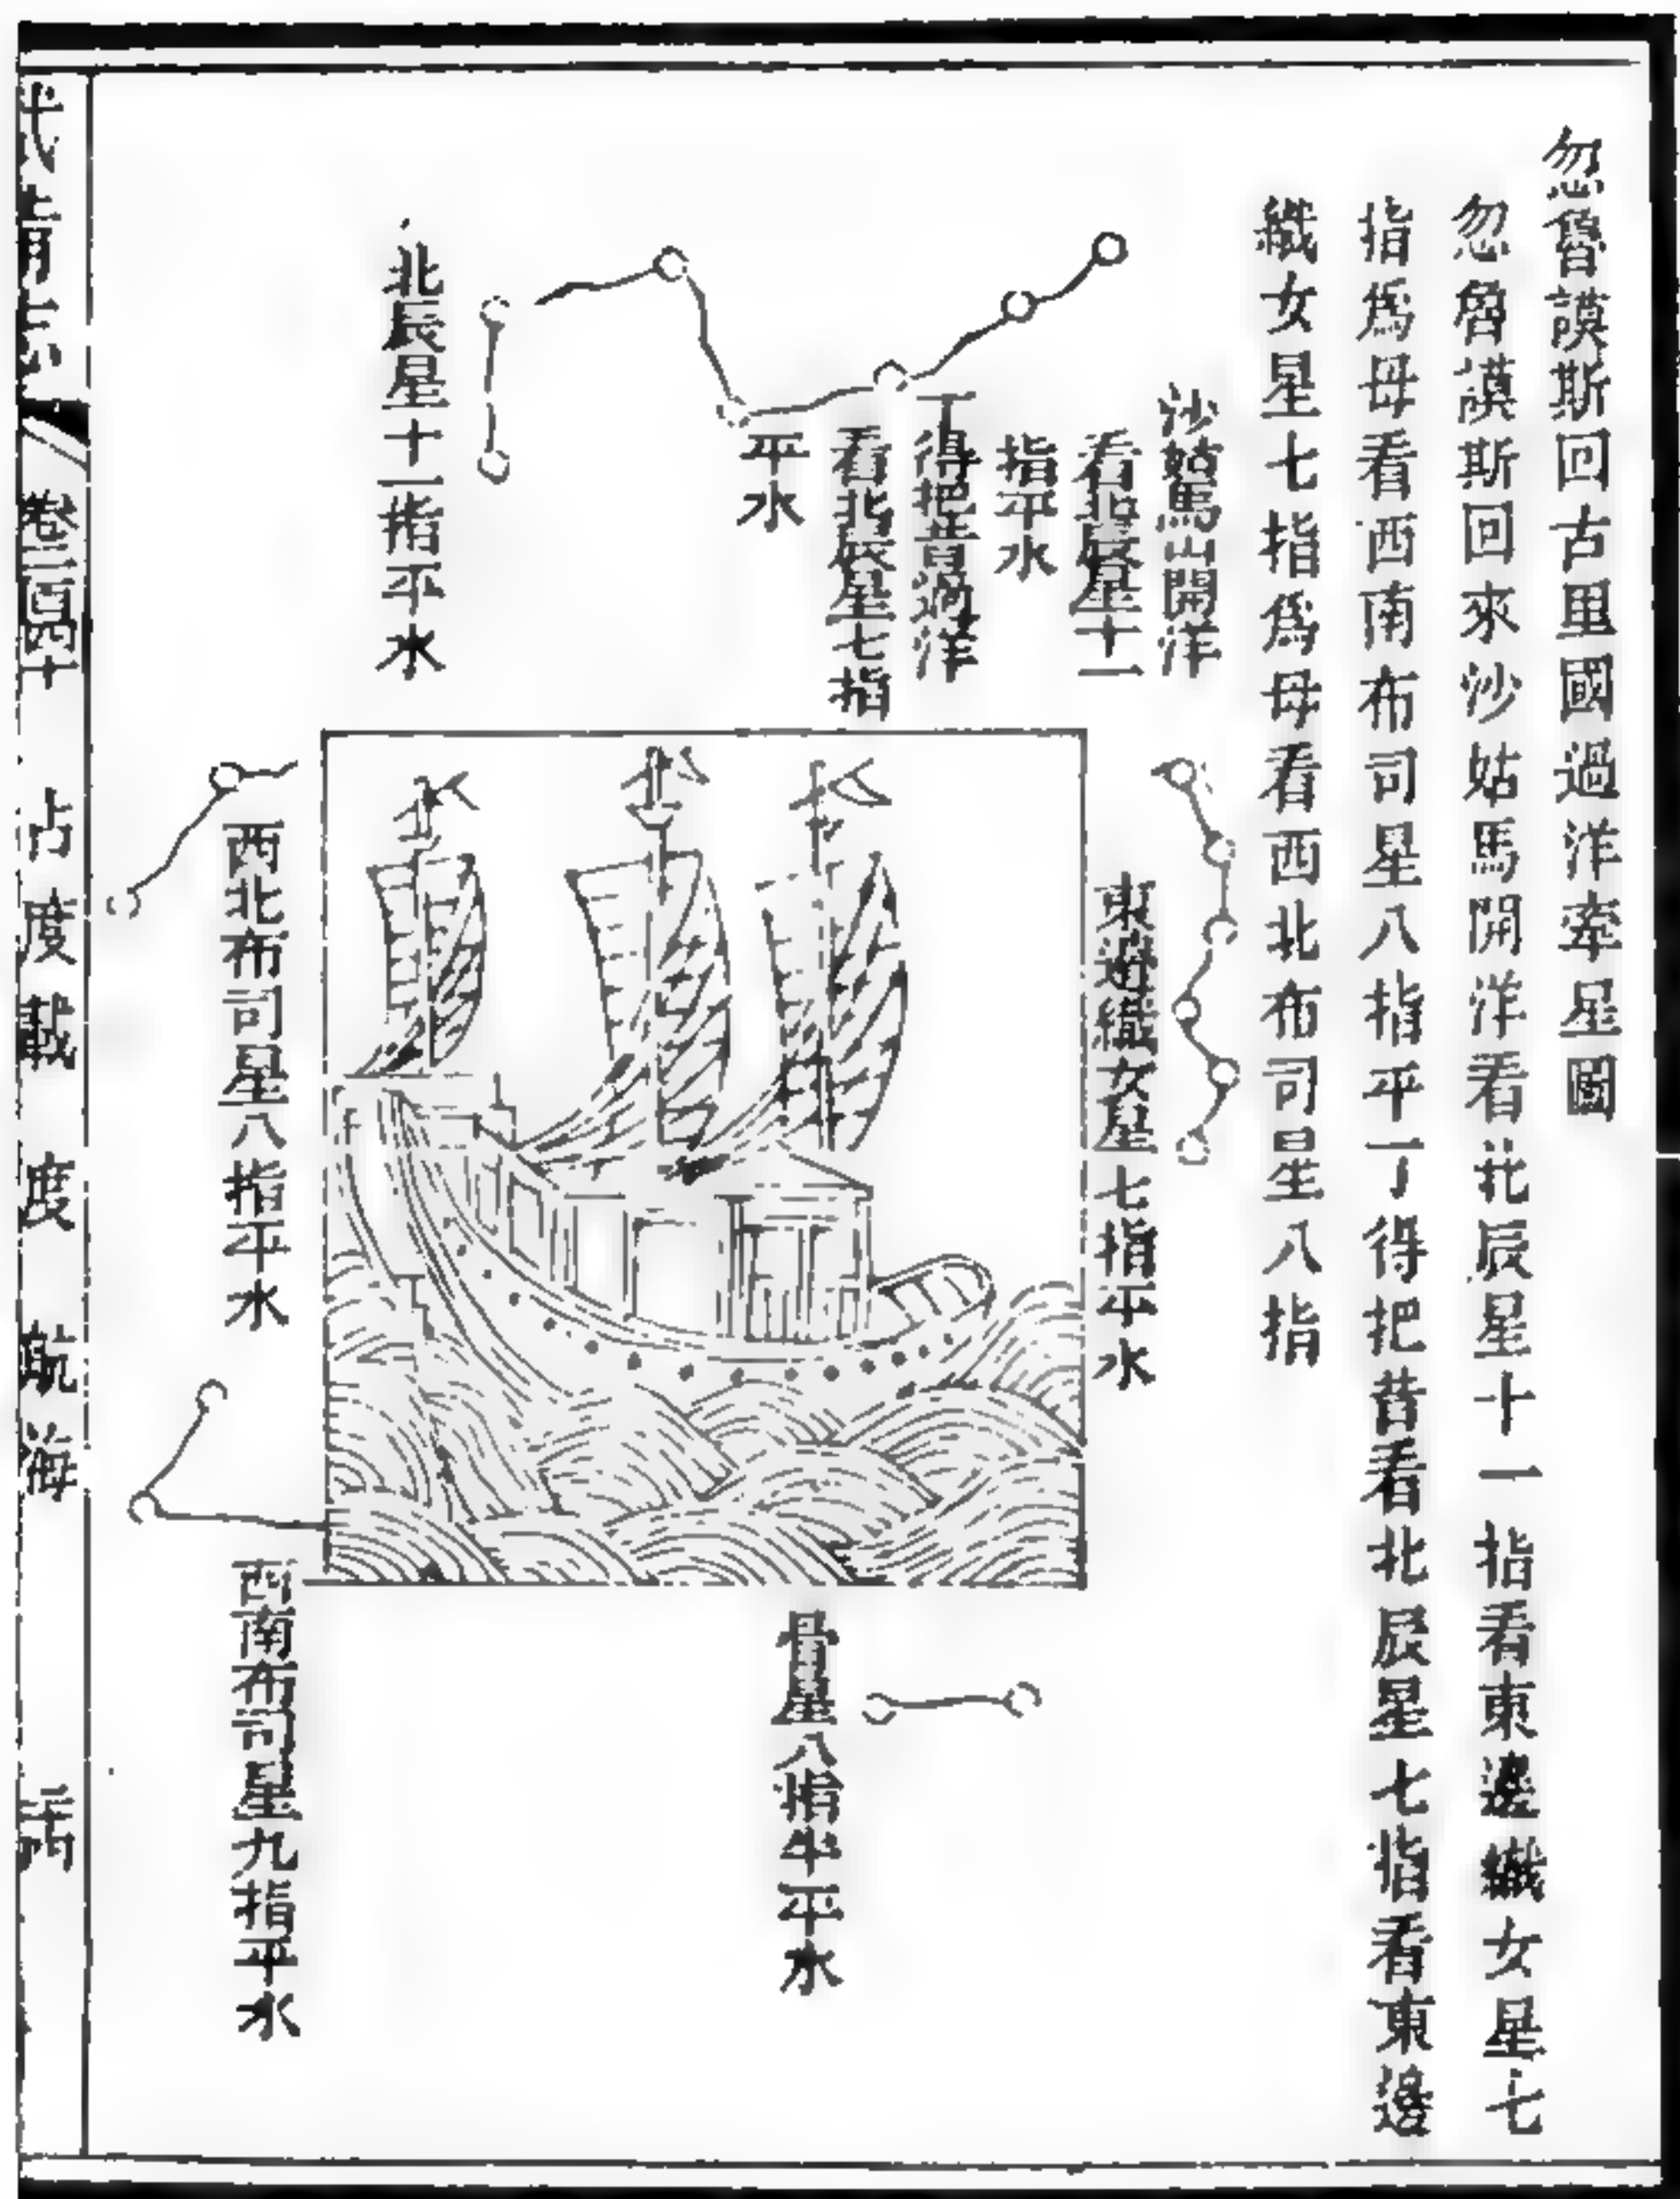 忽魯謨斯回古里國過洋牽星圖
忽魯謨斯回來沙姑馬開洋看北辰星十一指看東邊織女星七
指爲母看西南布司星八指平丁得把昔看北辰星七指看東邊
織女星七指爲母看西北布司星八指
沙姑馬山開洋
看北辰星十一
指平水
丁得把昔過洋
看北辰星七指
平水
北辰星十一指平水
東邊織女星七指平水
西北布司星八指平水
西南布司星九指平水
骨星八指半平水
武備志
卷二百四十 占度載 度 航海